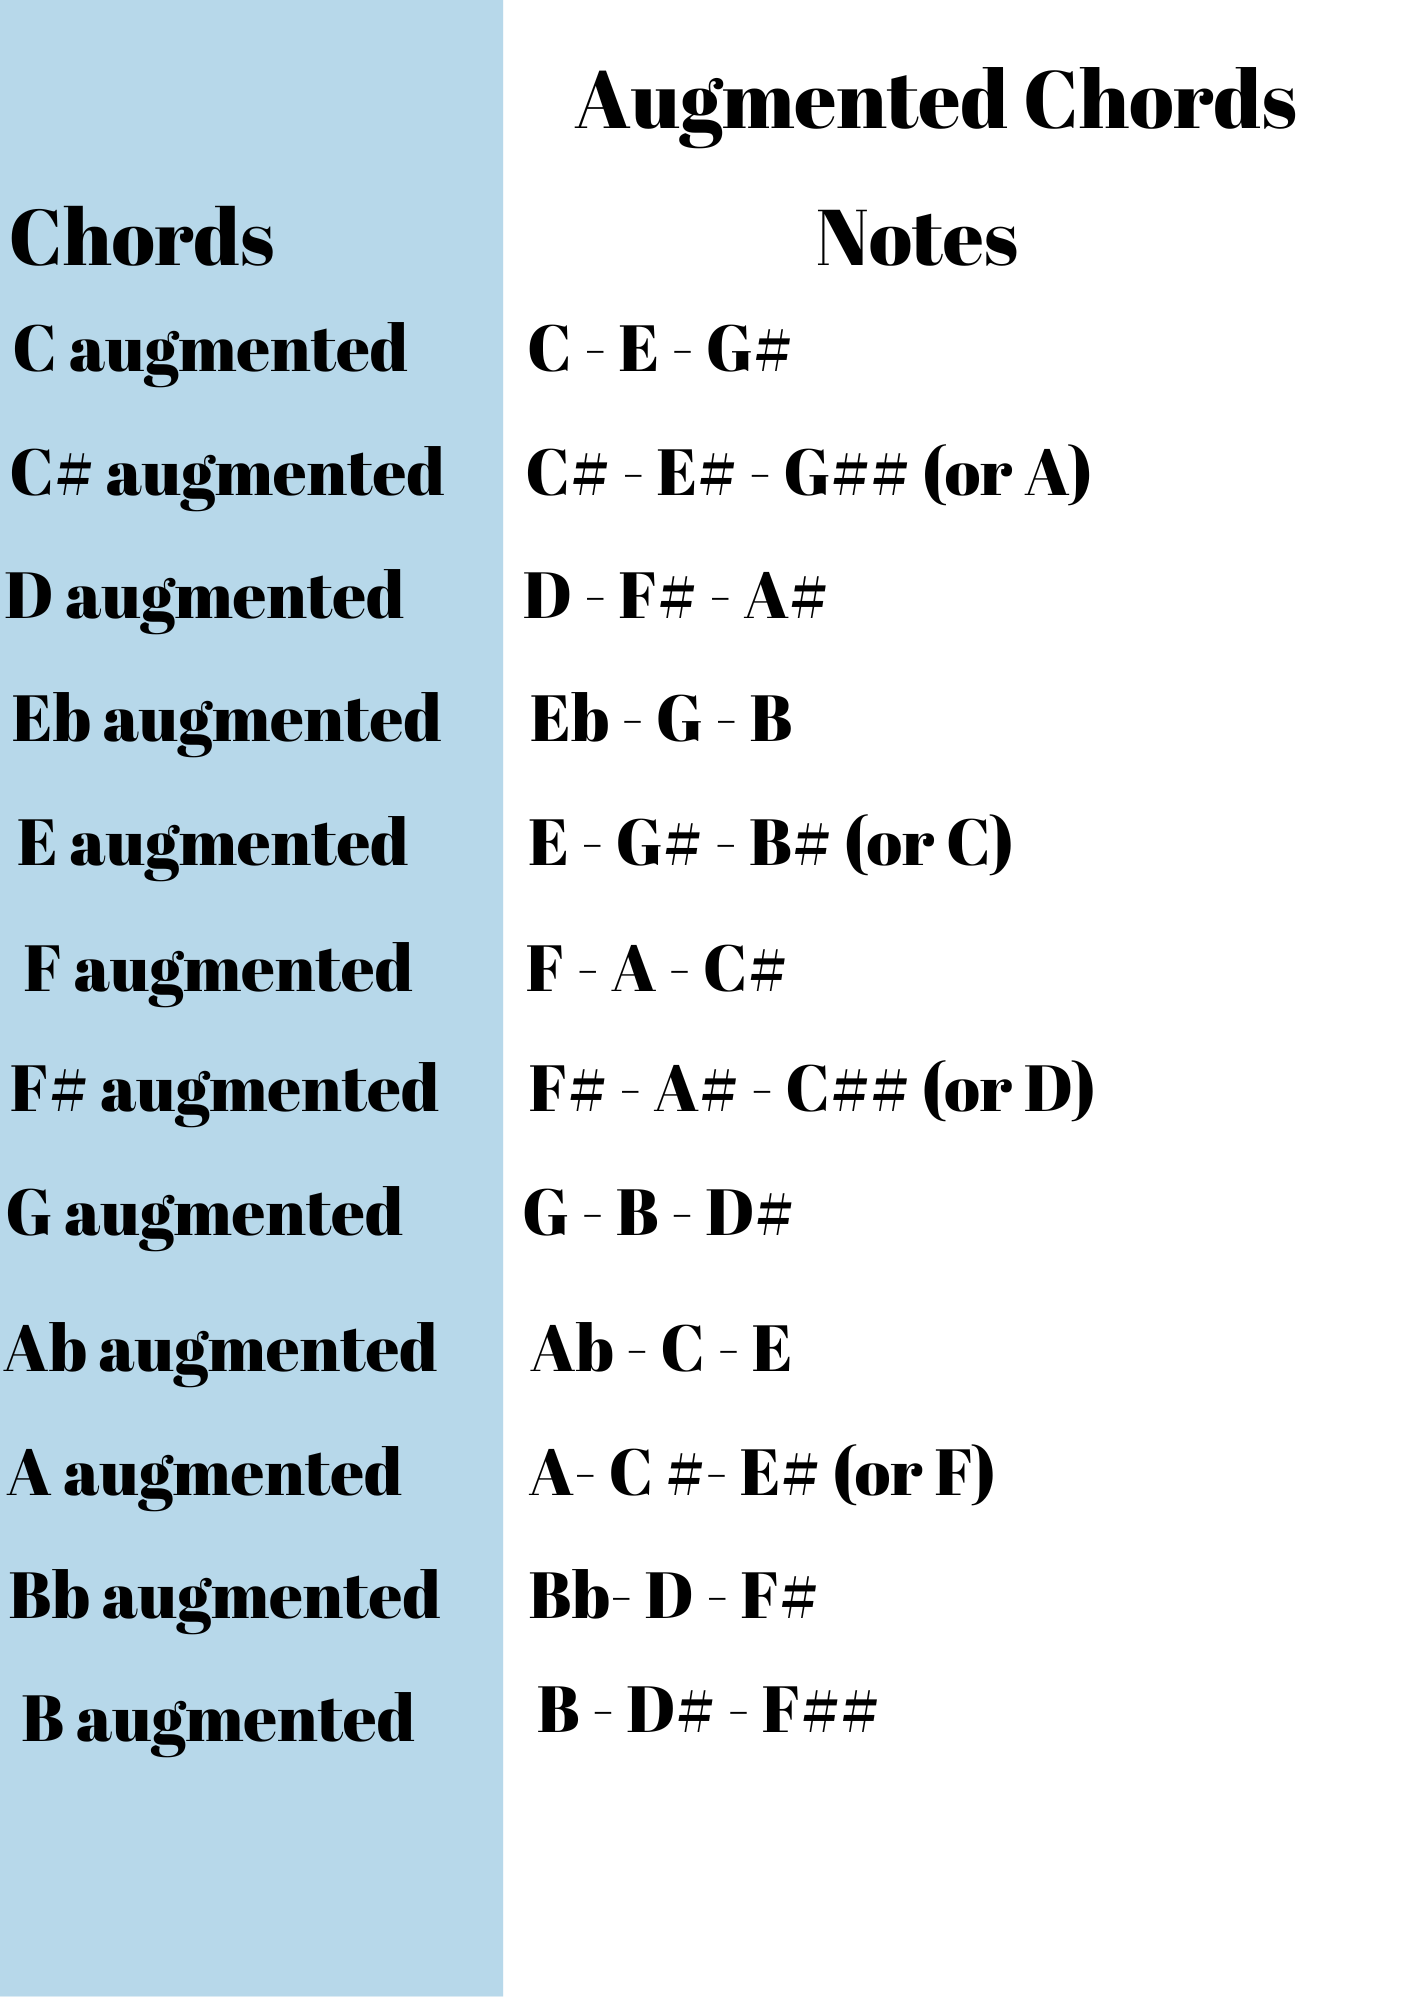 Augmented Chords
Chords Notes
C augmented C - E - G#
C# augmented C# - E# - G## (or A)
D augmented D - F# - A#
Eb augmented Eb - G - B
E augmented E - G# - B# (or C)
F augmented F - A - C#
F# augmented F# - A# - C## (or D)
G augmented G - B - D#
Ab augmented Ab - C - E
A augmented A- C #- E# (or F)
Bb augmented Bb- D - F#
B augmented B - D# - F##